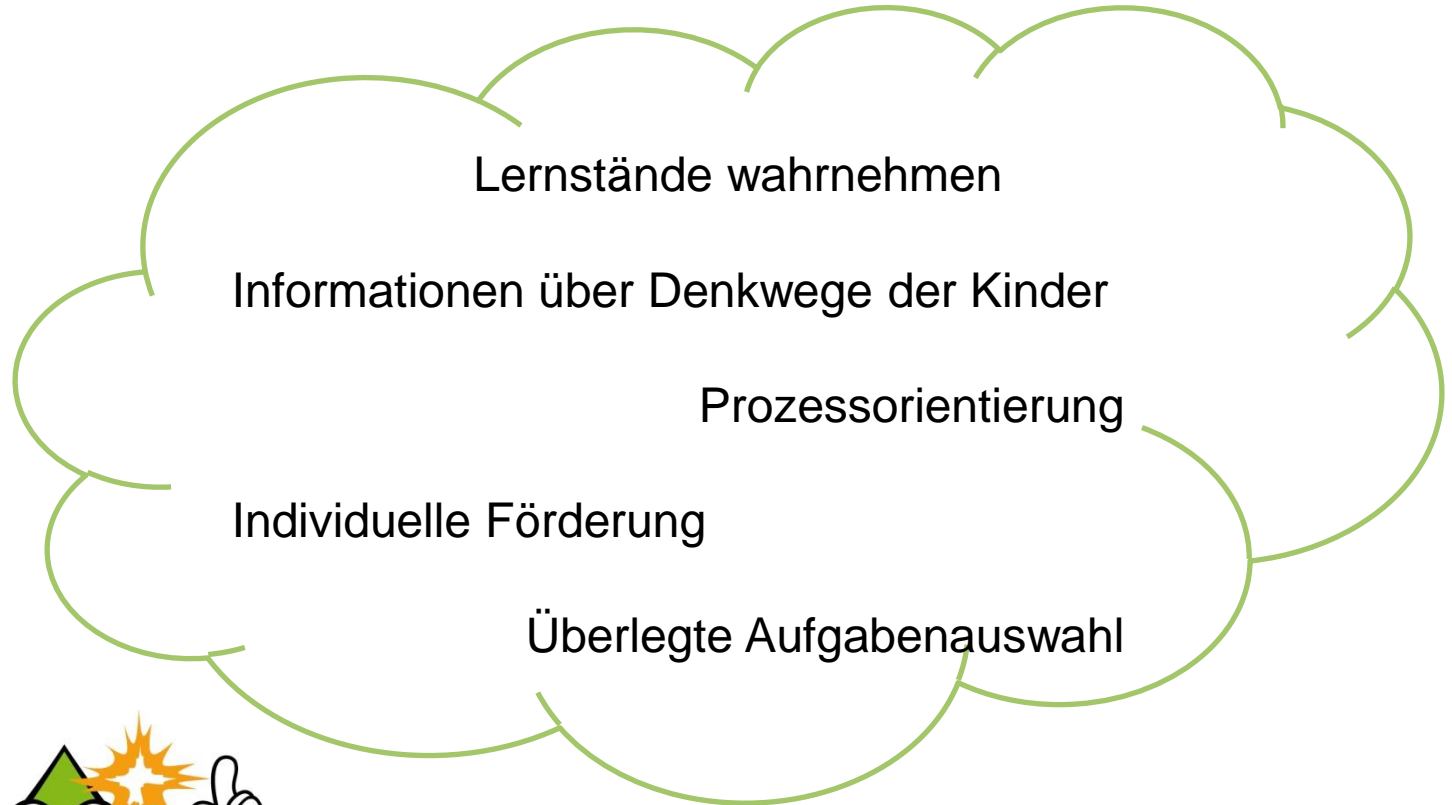 Lernstände wahrnehmen
Informationen über Denkwege der Kinder
Prozessorientierung
Individuelle Förderung
Überlegte Aufgabenauswahl